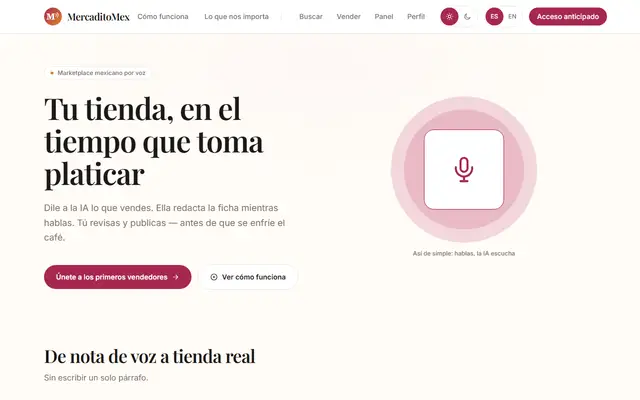 M
MercaditoMex
Cómo funciona
Lo que nos importa
Buscar
Vender
Panel
Perfil
ES
EN
Acceso anticipado
Marketplace mexicano por voz
Tu tienda, en el
tiempo que toma
platicar
Dile a la IA lo que vendes. Ella redacta la ficha mientras
hablas. Tú revisas y publicas — antes de que se enfríe el
café.
Únete a los primeros vendedores →
Ver cómo funciona
Así de simple: hablas, la IA escucha
De nota de voz a tienda real
Sin escribir un solo párrafo.